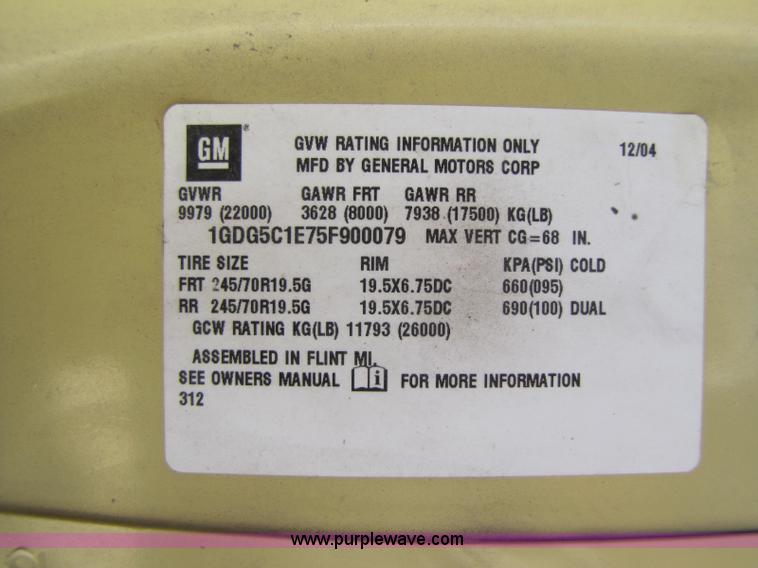 GM ®
GVW RATING INFORMATION ONLY 12/04
MFD BY GENERAL MOTORS CORP
GVWR GAWR FRT GAWR RR
9979 (22000) 3628 (8000) 7938 (17500) KG(LB)
1GDG5C1E75F900079 MAX VERT CG=68 IN.
TIRE SIZE RIM KPA(PSI) COLD
FRT 245/70R19.5G 19.5X6.75DC 660(095)
RR 245/70R19.5G 19.5X6.75DC 690(100) DUAL
GCW RATING KG(LB) 11793 (26000)
ASSEMBLED IN FLINT MI.
SEE OWNERS MANUAL i FOR MORE INFORMATION
312
www.purplewave.com